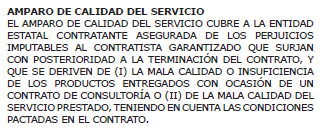 AMPARO DE CALIDAD DEL SERVICIO
EL AMPARO DE CALIDAD DEL SERVICIO CUBRE A LA ENTIDAD
ESTATAL CONTRATANTE ASEGURADA DE LOS PERJUICIOS
IMPUTABLES AL CONTRATISTA GARANTIZADO QUE SURJAN
CON POSTERIORIDAD A LA TERMINACIÓN DEL CONTRATO, Y
QUE SE DERIVEN DE (I) LA MALA CALIDAD O INSUFICIENCIA
DE LOS PRODUCTOS ENTREGADOS CON OCASIÓN DE UN
CONTRATO DE CONSULTORÍA O (II) DE LA MALA CALIDAD DEL
SERVICIO PRESTADO, TENIENDO EN CUENTA LAS CONDICIONES
PACTADAS EN EL CONTRATO.